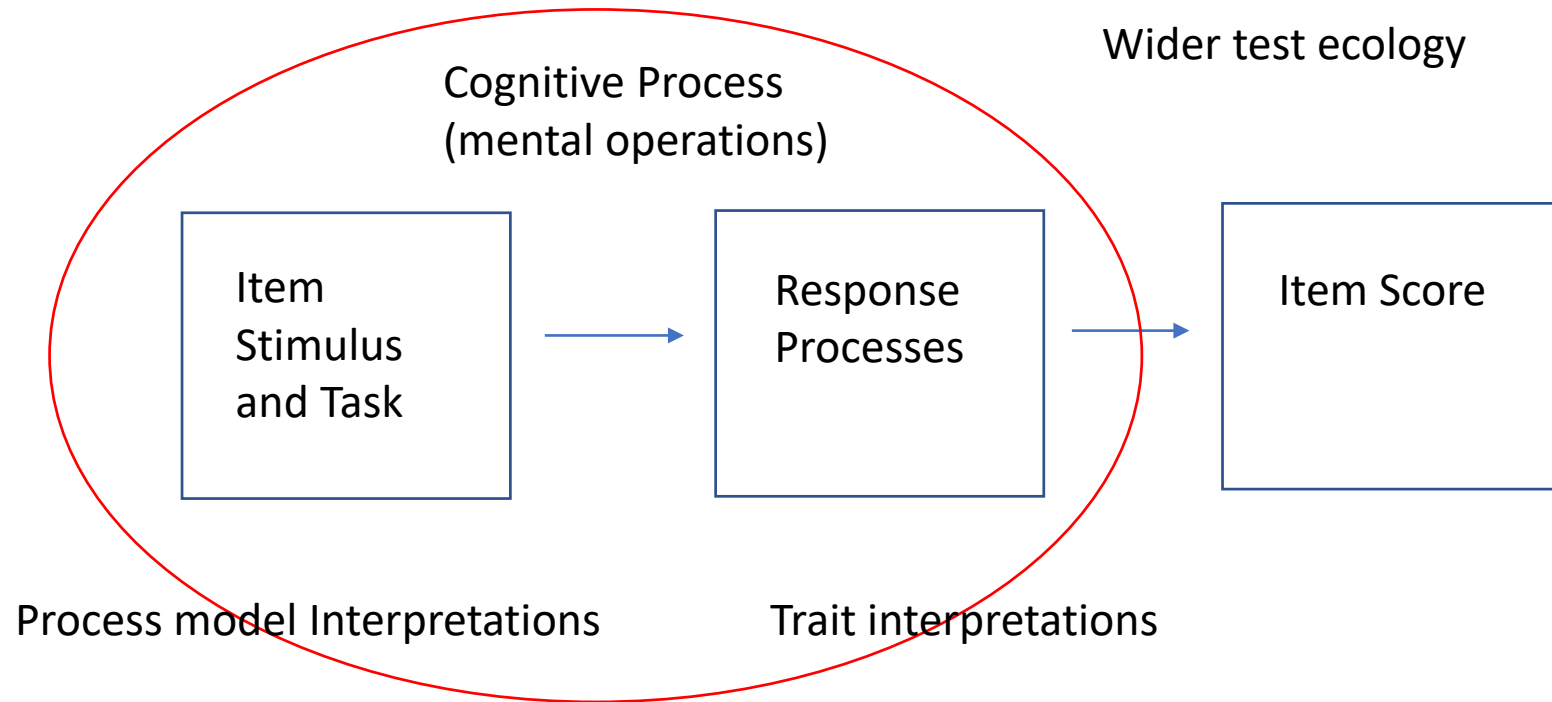 Wider test ecology
Cognitive Process
(mental operations)
Item
Stimulus
and Task
Response
Processes
Item Score
Process model Interpretations
Trait interpretations